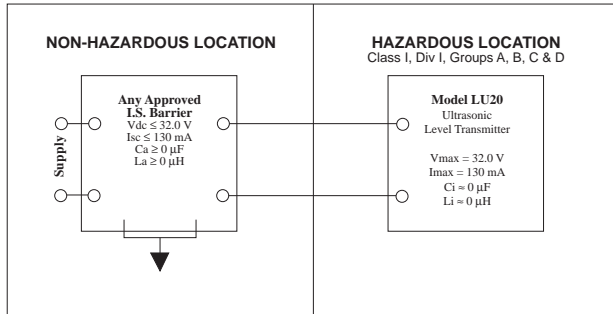 NON-HAZARDOUS LOCATION
Any Approved
I.S. Barrier
Vdc ≤ 32.0 V
Isc ≤ 130 mA
Ca ≥ 0 µF
La ≥ 0 µH
Supply
HAZARDOUS LOCATION
Class I, Div I, Groups A, B, C & D
Model LU20
Ultrasonic
Level Transmitter
Vmax = 32.0 V
Imax = 130 mA
Ci ≈ 0 µF
Li ≈ 0 µH